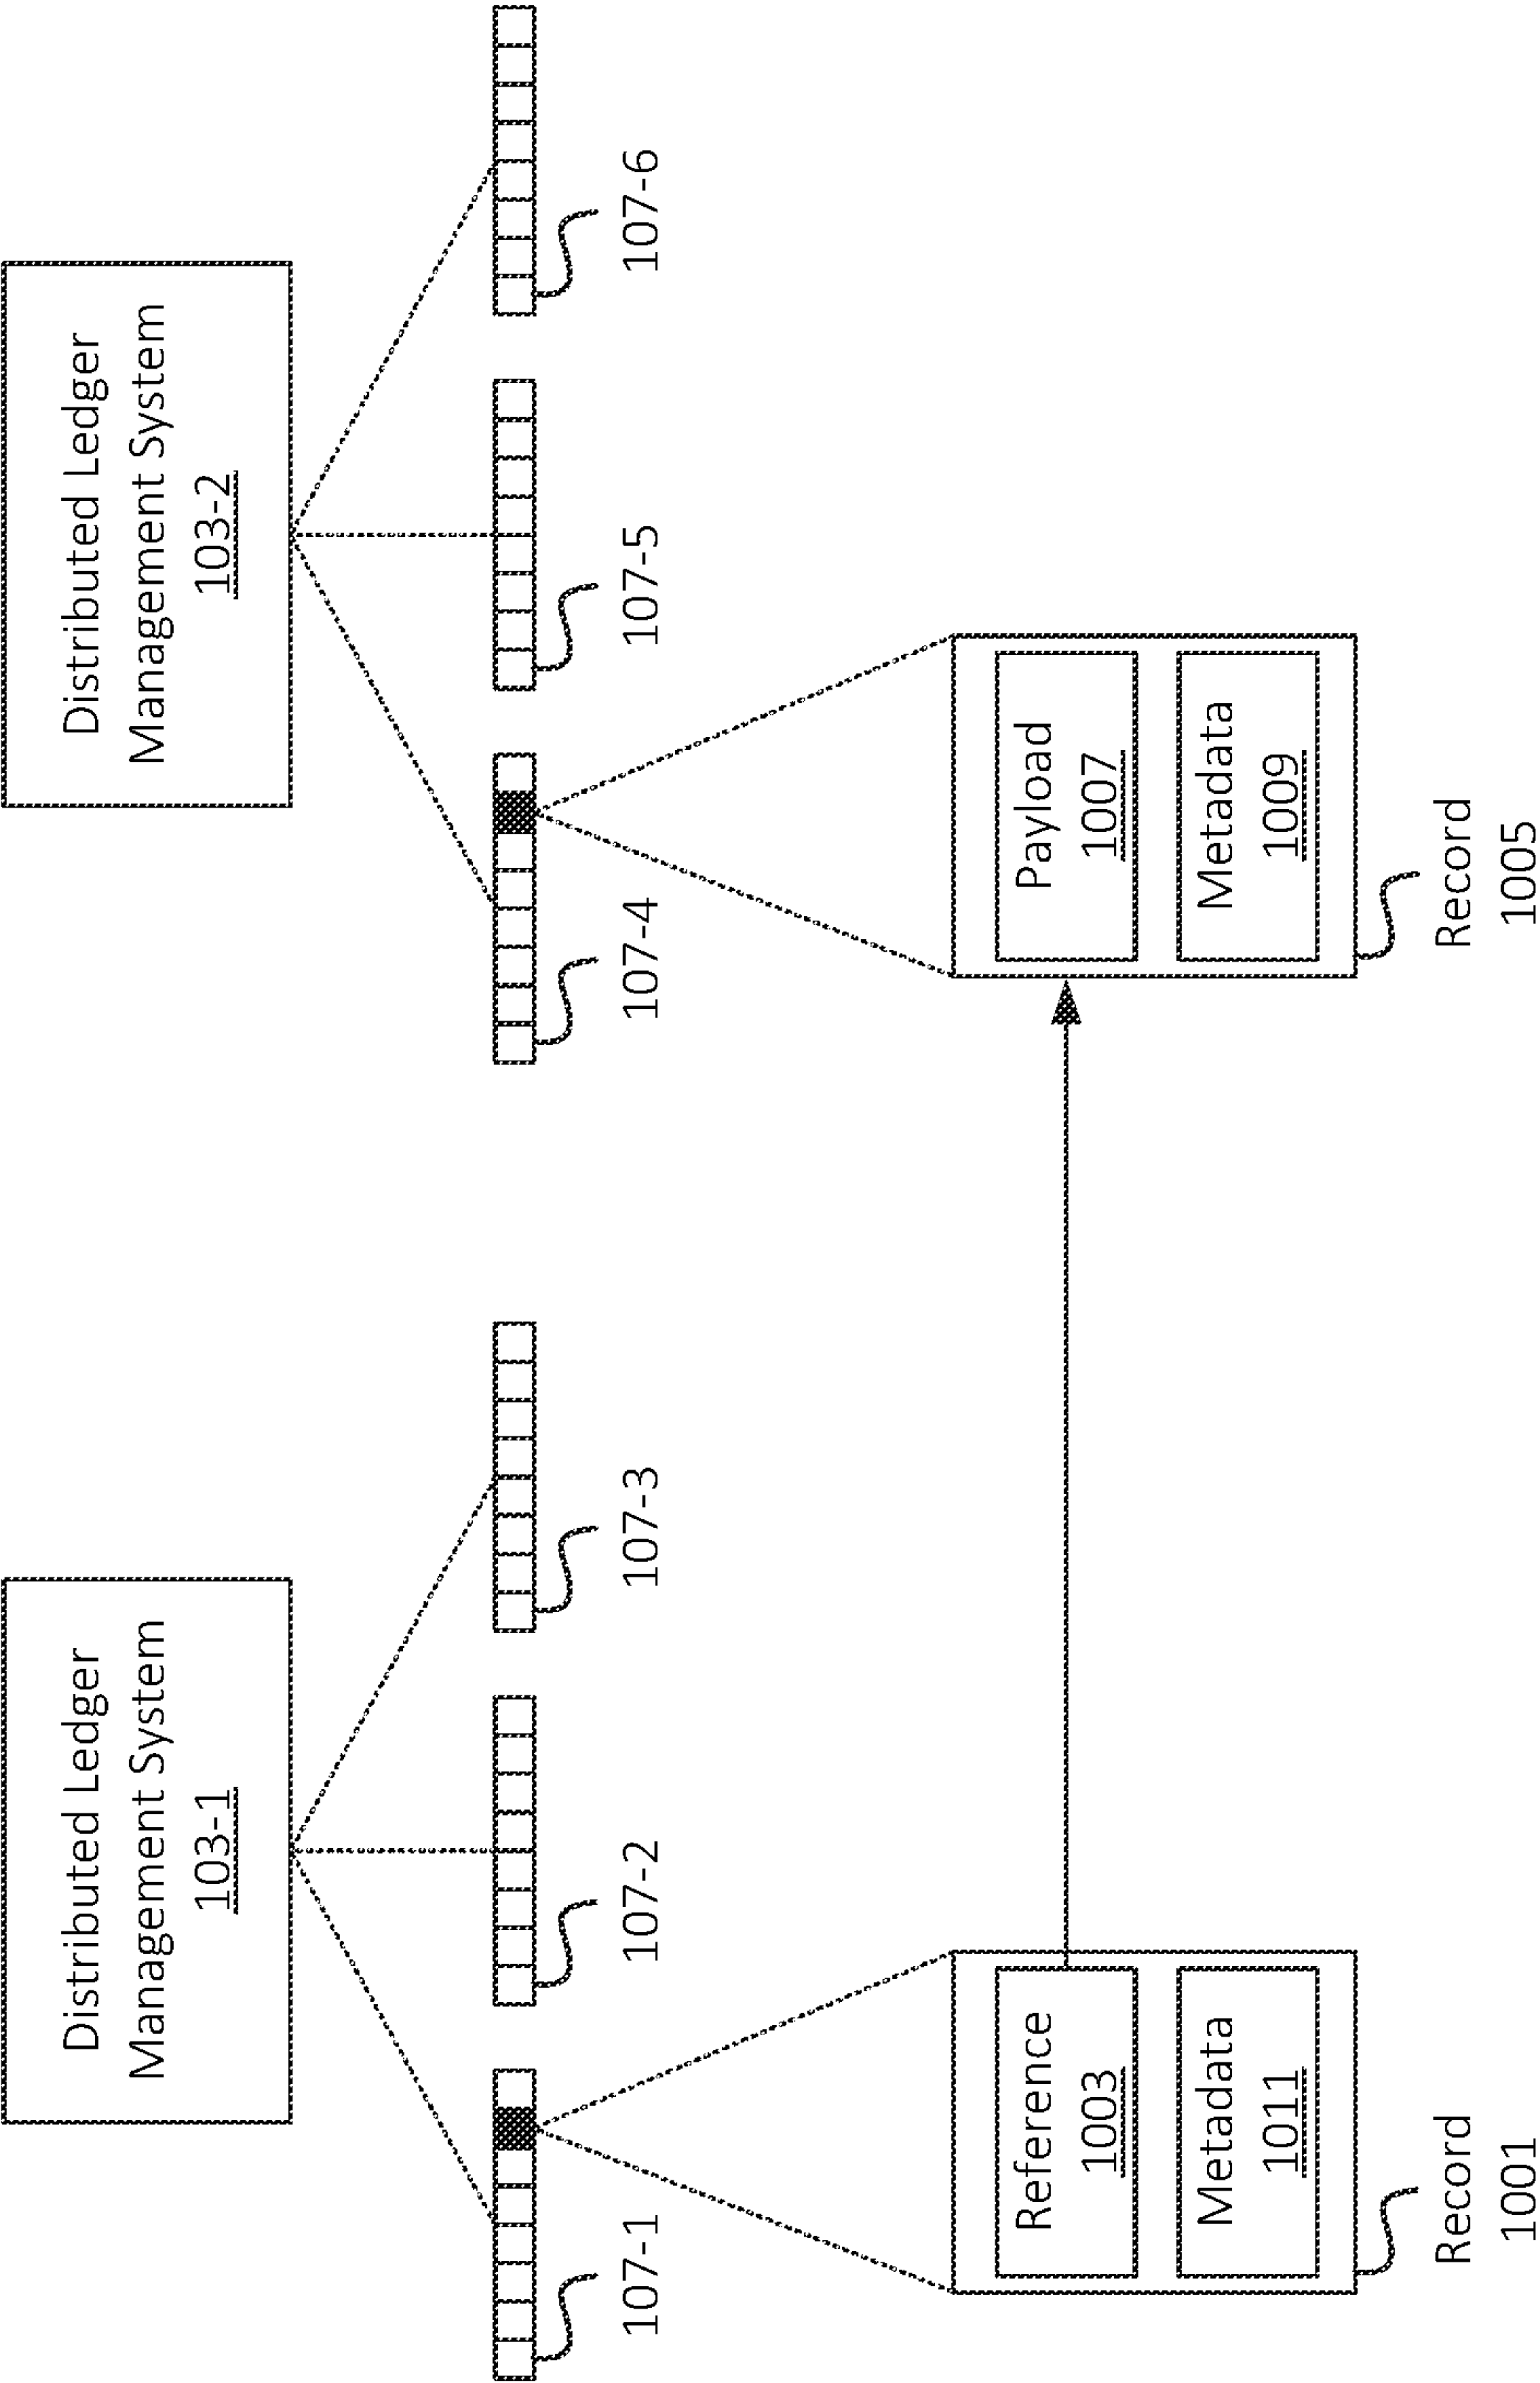 Distributed Ledger
Management System
103-1
107-1
107-2
107-3
Reference
1003
Metadata
1011
Record
1001
Distributed Ledger
Management System
103-2
107-4
107-5
107-6
Payload
1007
Metadata
1009
Record
1005